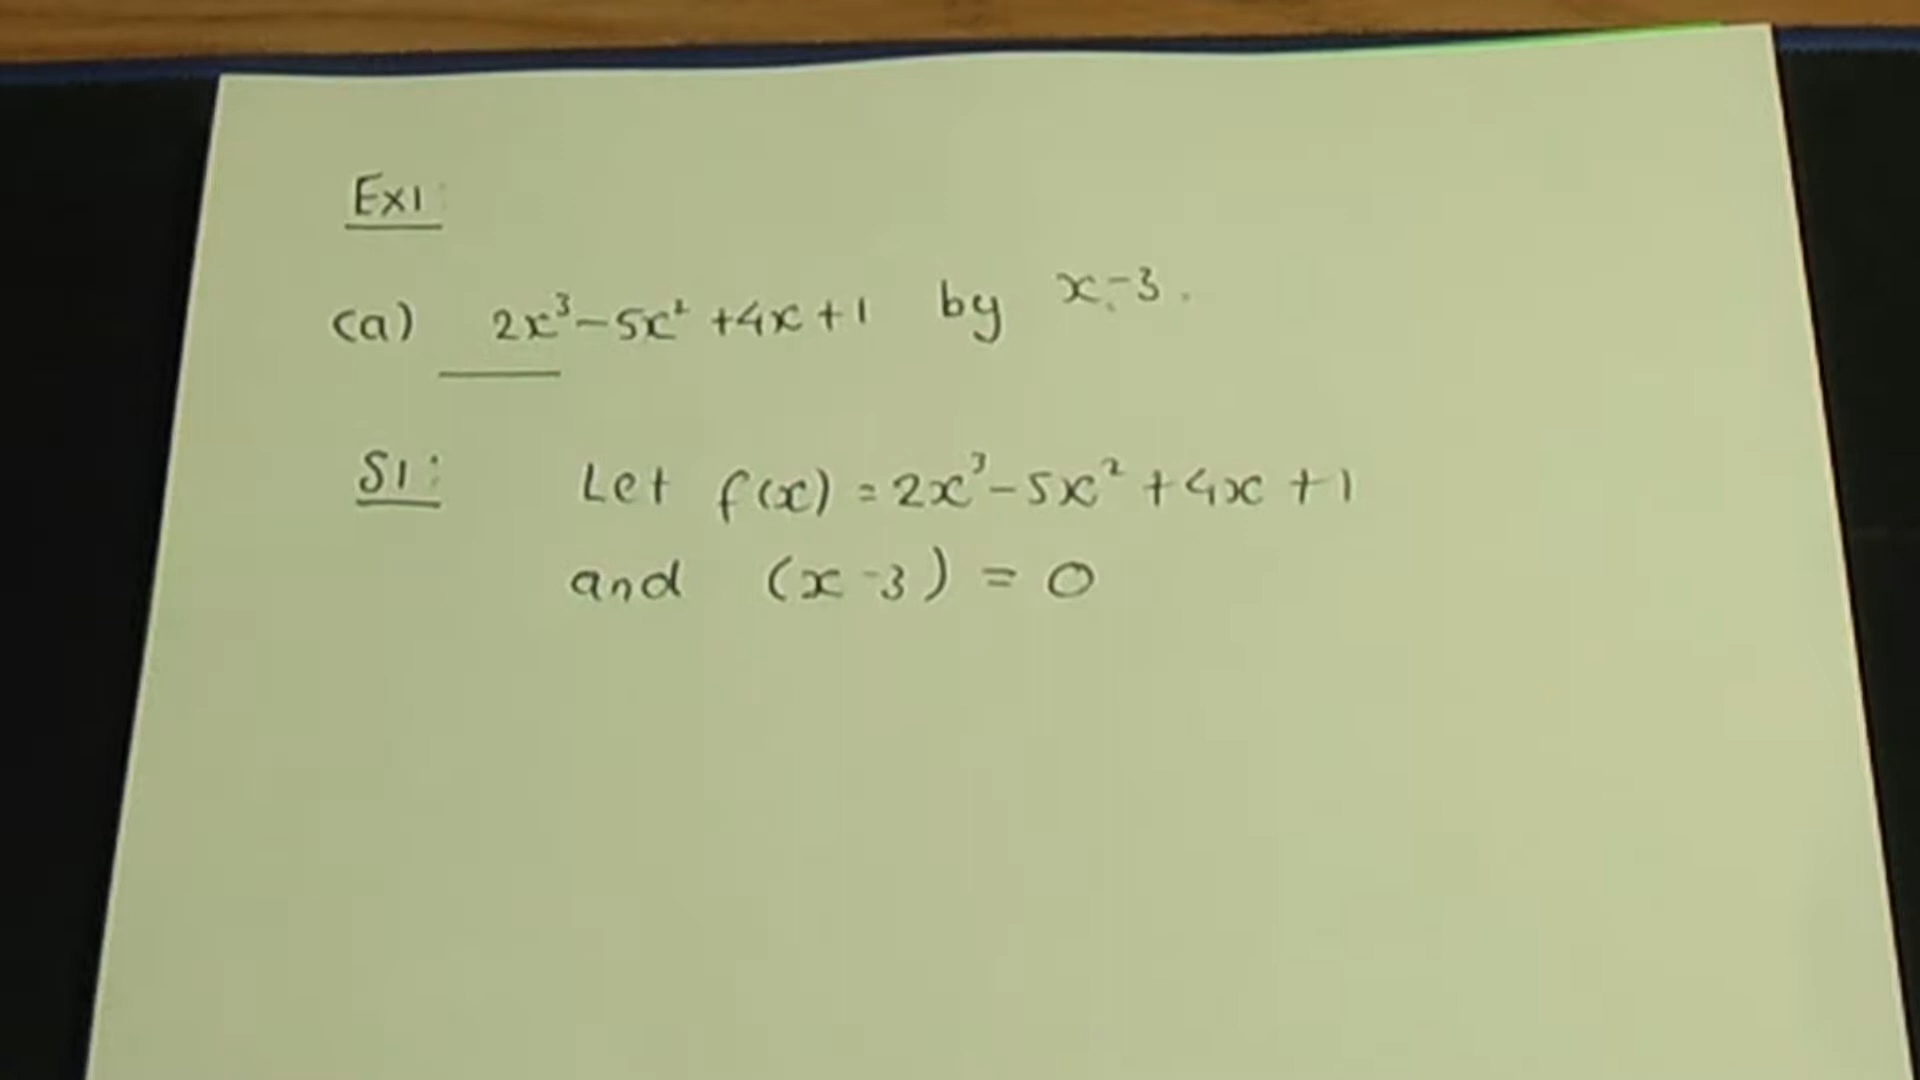 Ex1:
(a) 2x³-5x²+4x+1 by x-3.
S1: Let f(x) = 2x³-5x²+4x+1
and (x-3) = 0